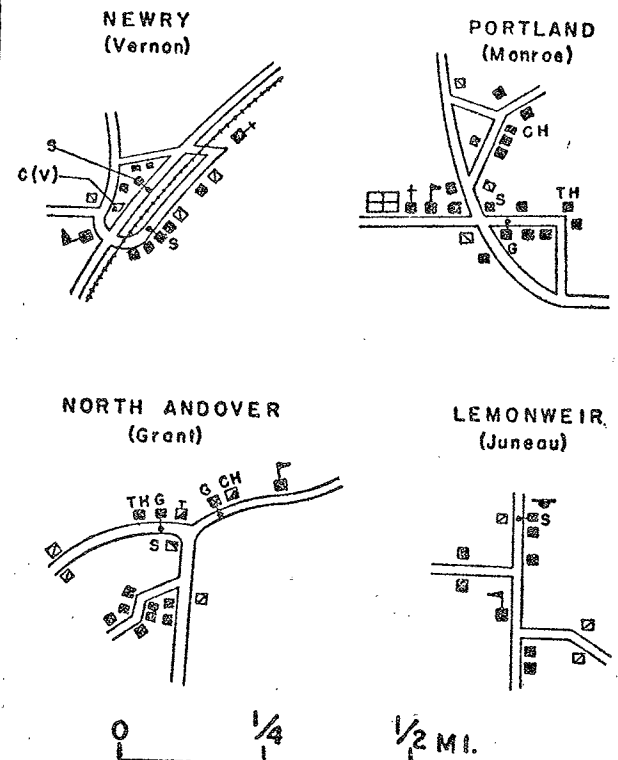 NEWRY
(Vernon)
S
C(V)
S
PORTLAND
(Monroe)
CH
S
TH
G
NORTH ANDOVER
(Grant)
TH G T
G CH
S
LEMONWEIR
(Juneau)
S
0 1/4 1/2 MI.